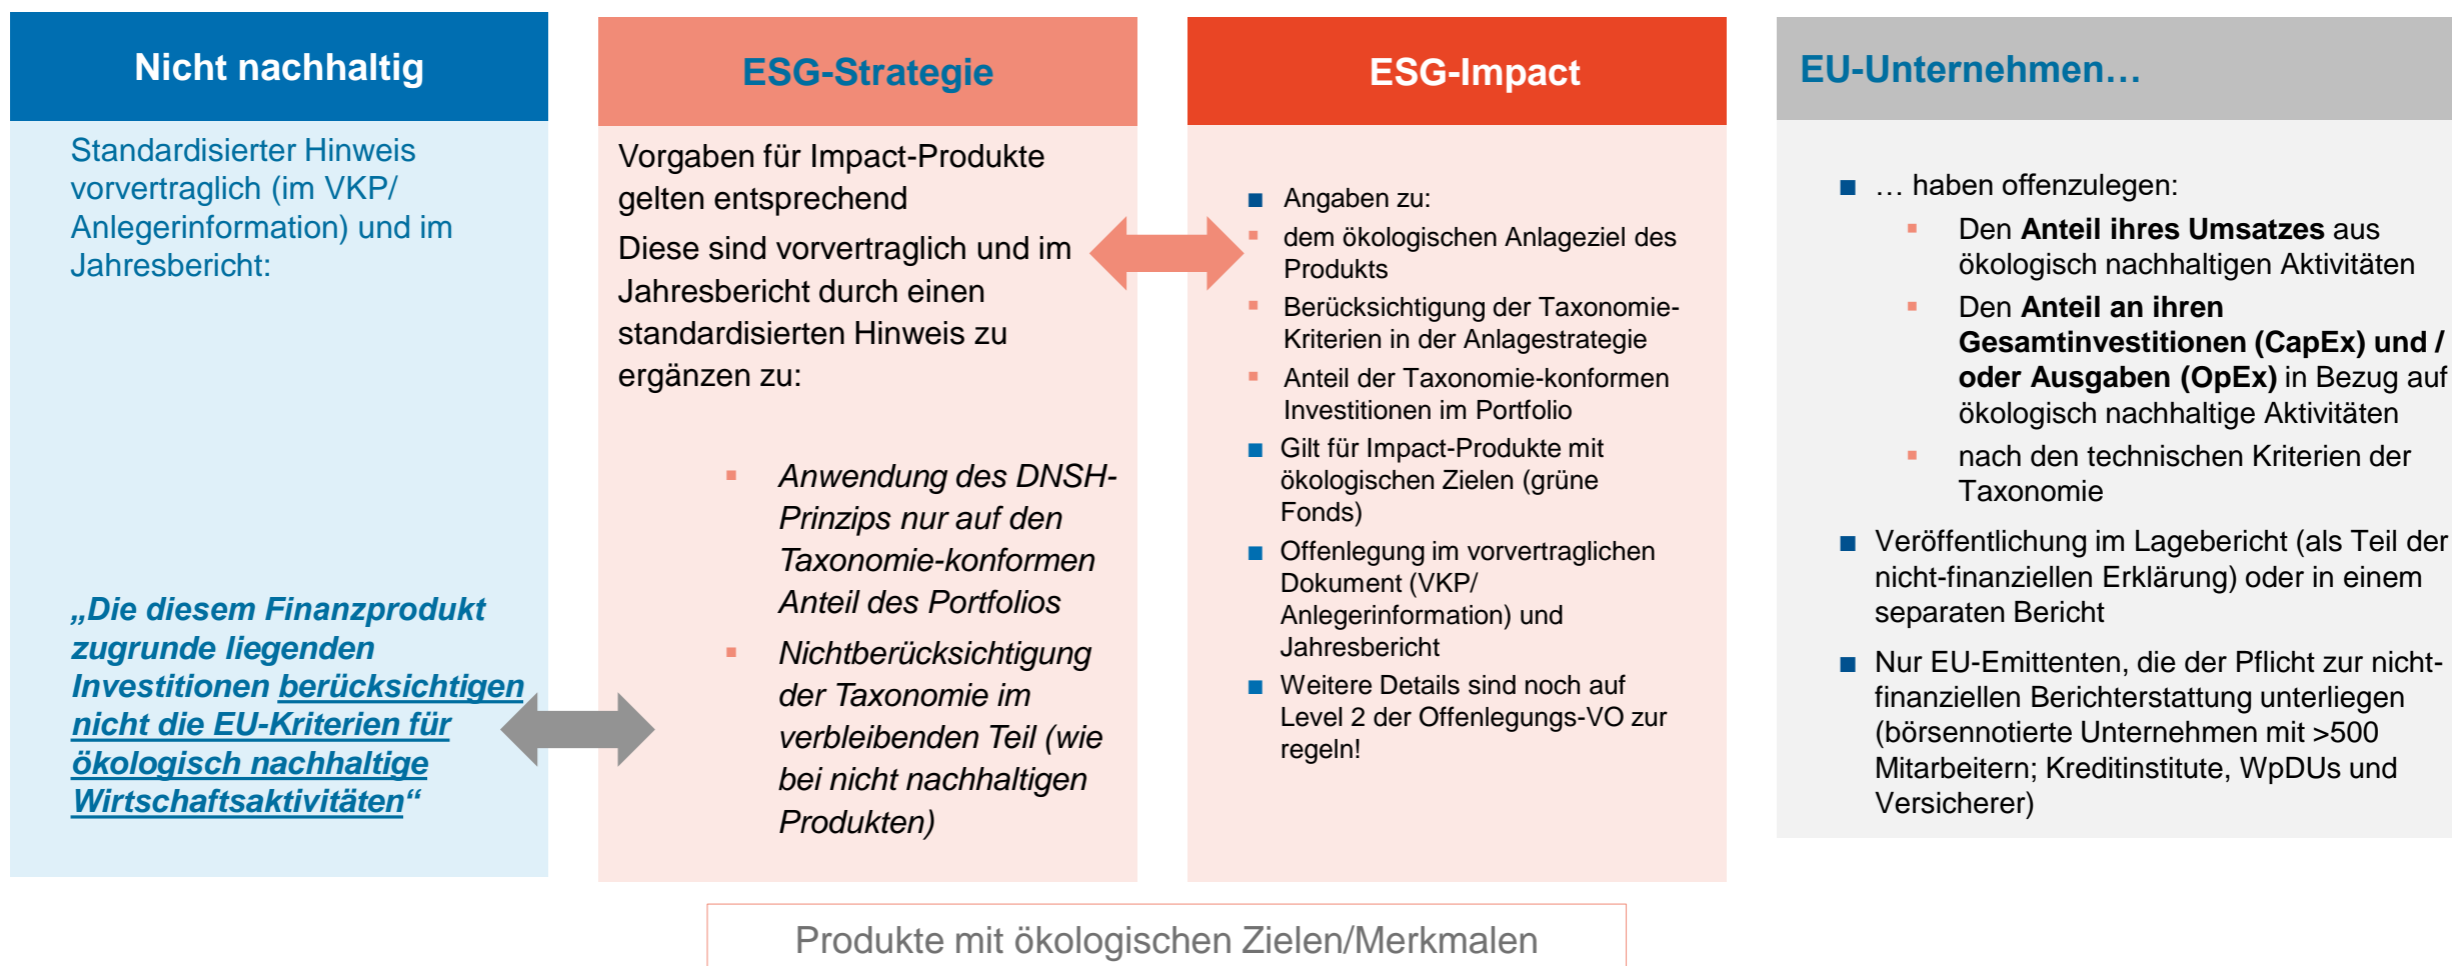 Nicht nachhaltig
Standardisierter Hinweis
vorvertraglich (im VKP/
Anlegerinformation) und im
Jahresbericht:
„Die diesem Finanzprodukt
zugrunde liegenden
Investitionen berücksichtigen
nicht die EU-Kriterien für
ökologisch nachhaltige
Wirtschaftsaktivitäten“
ESG-Strategie
Vorgaben für Impact-Produkte
gelten entsprechend
Diese sind vorvertraglich und im
Jahresbericht durch einen
standardisierten Hinweis zu
ergänzen zu:
Anwendung des DNSH-
Prinzips nur auf den
Taxonomie-konformen
Anteil des Portfolios
Nichtberücksichtigung
der Taxonomie im
verbleibenden Teil (wie
bei nicht nachhaltigen
Produkten)
ESG-Impact
Angaben zu:
dem ökologischen Anlageziel des
Produkts
Berücksichtigung der Taxonomie-
Kriterien in der Anlagestrategie
Anteil der Taxonomie-konformen
Investitionen im Portfolio
Gilt für Impact-Produkte mit
ökologischen Zielen (grüne
Fonds)
Offenlegung im vorvertraglichen
Dokument (VKP/
Anlegerinformation) und
Jahresbericht
Weitere Details sind noch auf
Level 2 der Offenlegungs-VO zur
regeln!
EU-Unternehmen…
… haben offenzulegen:
Den Anteil ihres Umsatzes aus
ökologisch nachhaltigen Aktivitäten
Den Anteil an ihren
Gesamtinvestitionen (CapEx) und /
oder Ausgaben (OpEx) in Bezug auf
ökologisch nachhaltige Aktivitäten
nach den technischen Kriterien der
Taxonomie
Veröffentlichung im Lagebericht (als Teil der
nicht-finanziellen Erklärung) oder in einem
separaten Bericht
Nur EU-Emittenten, die der Pflicht zur nicht-
finanziellen Berichterstattung unterliegen
(börsennotierte Unternehmen mit >500
Mitarbeitern; Kreditinstitute, WpDUs und
Versicherer)
Produkte mit ökologischen Zielen/Merkmalen